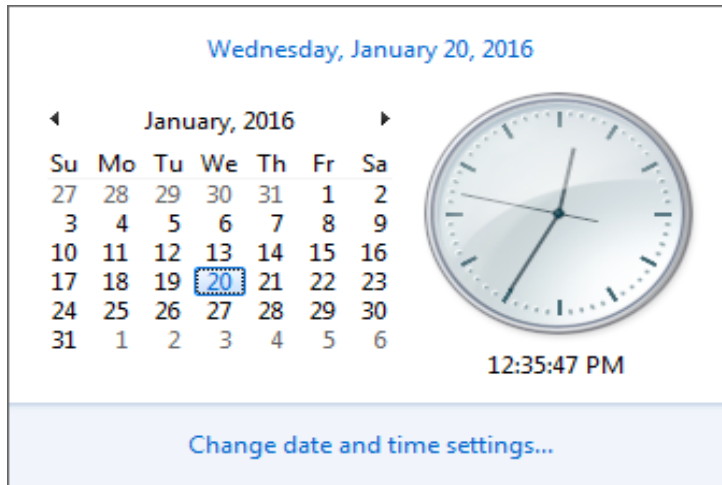 Wednesday, January 20, 2016
January, 2016
Su Mo Tu We Th Fr Sa
27 28 29 30 31 1 2
3 4 5 6 7 8 9
10 11 12 13 14 15 16
17 18 19 20 21 22 23
24 25 26 27 28 29 30
31 1 2 3 4 5 6
12:35:47 PM
Change date and time settings...